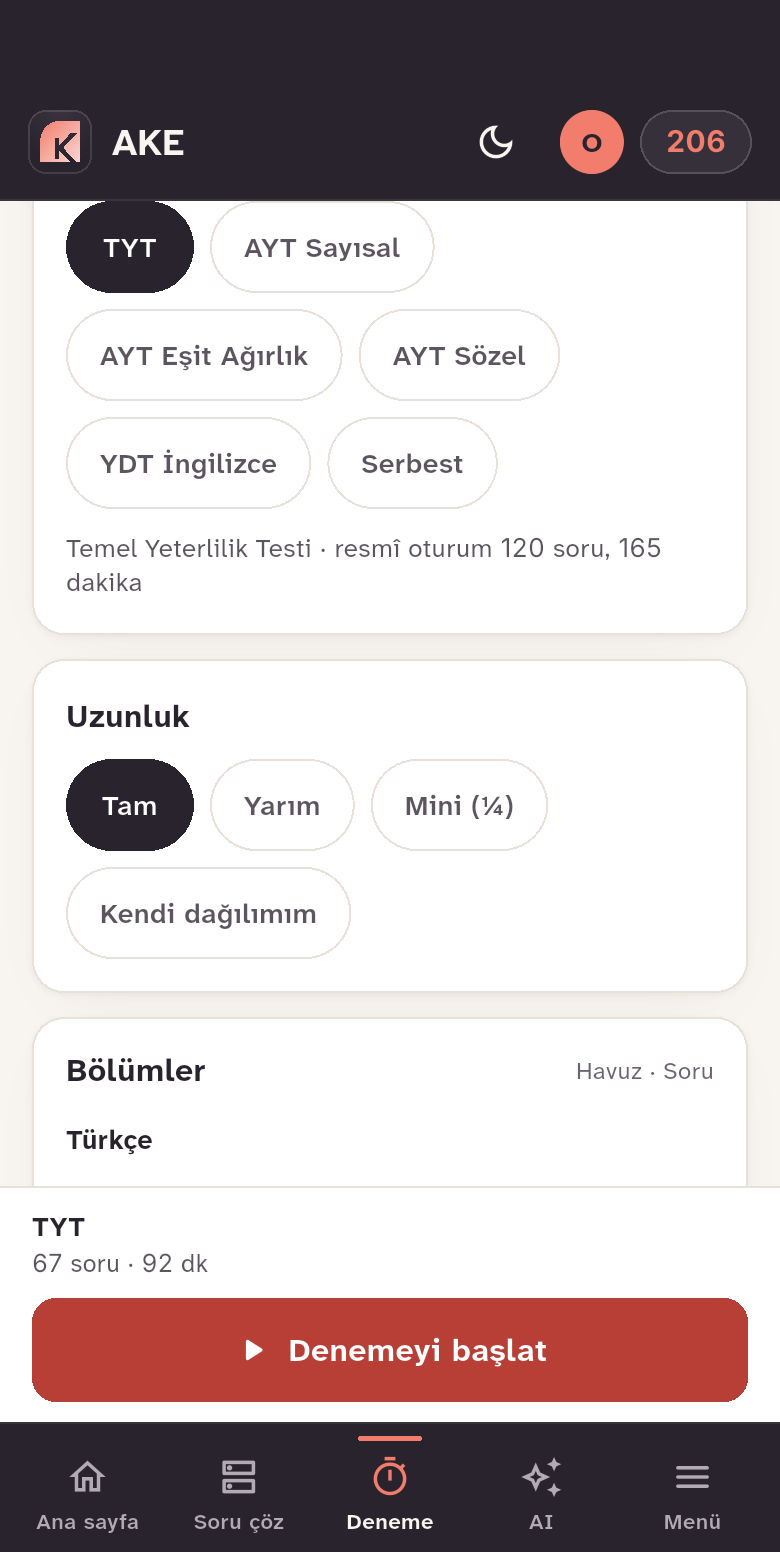 AKE
O
206
TYT
AYT Sayısal
AYT Eşit Ağırlık
AYT Sözel
YDT İngilizce
Serbest
Temel Yeterlilik Testi · resmî oturum 120 soru, 165
dakika
Uzunluk
Tam
Yarım
Mini (¼)
Kendi dağılımım
Bölümler
Havuz · Soru
Türkçe
TYT
67 soru · 92 dk
Denemeyi başlat
Ana sayfa
Soru çöz
Deneme
AI
Menü